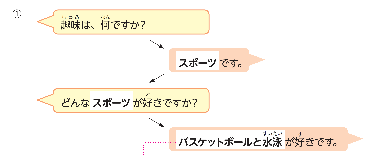 ①
趣味は、何ですか？
スポーツです。
どんなスポーツが好きですか？
バスケットボールと水泳が好きです。